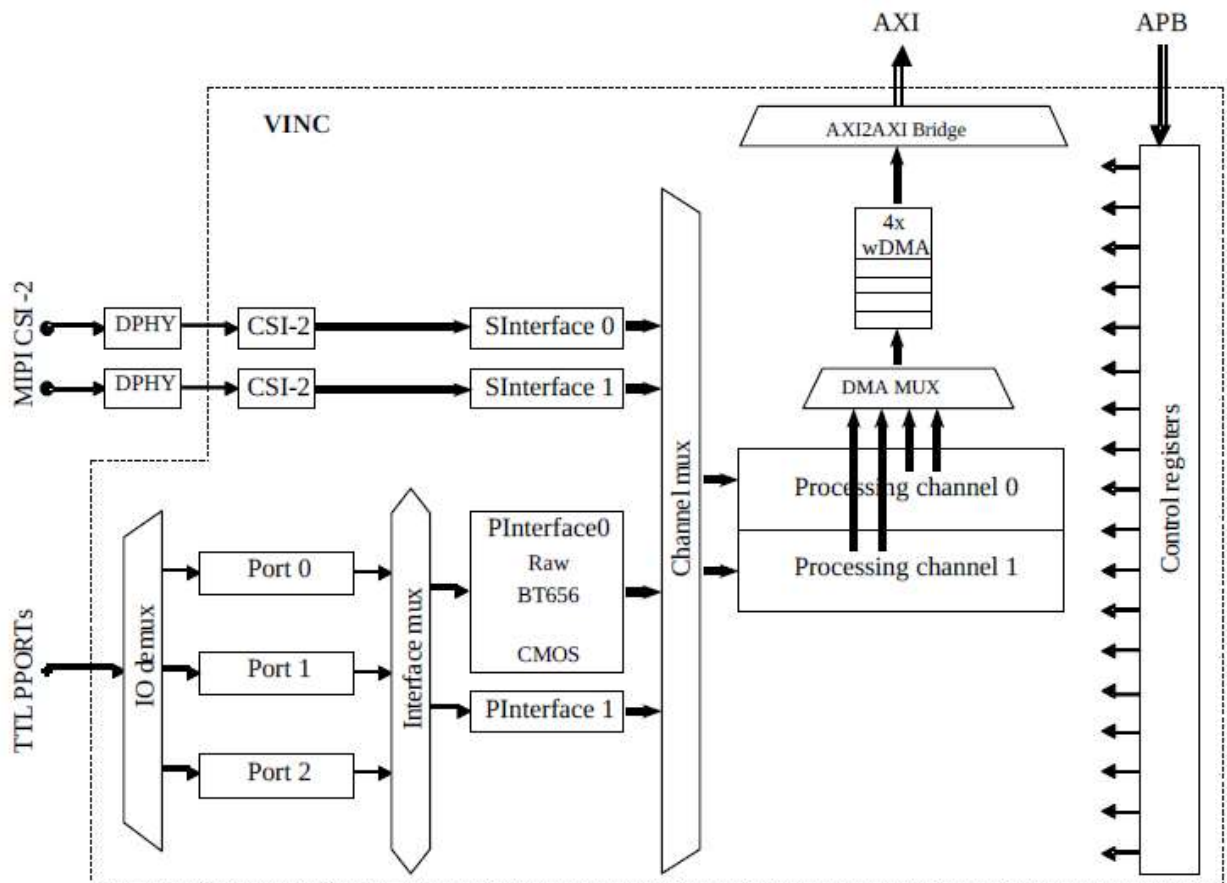 AXI
APB
VINC
AXI2AXI Bridge
4x
wDMA
MIPI CSI -2
DPHY
CSI-2
SInterface 0
DPHY
CSI-2
SInterface 1
DMA MUX
Channel mux
Processing channel 0
Processing channel 1
Control registers
TTL PPORTs
IO demux
Port 0
Port 1
Port 2
Interface mux
PInterface0
Raw
BT656
CMOS
PInterface 1